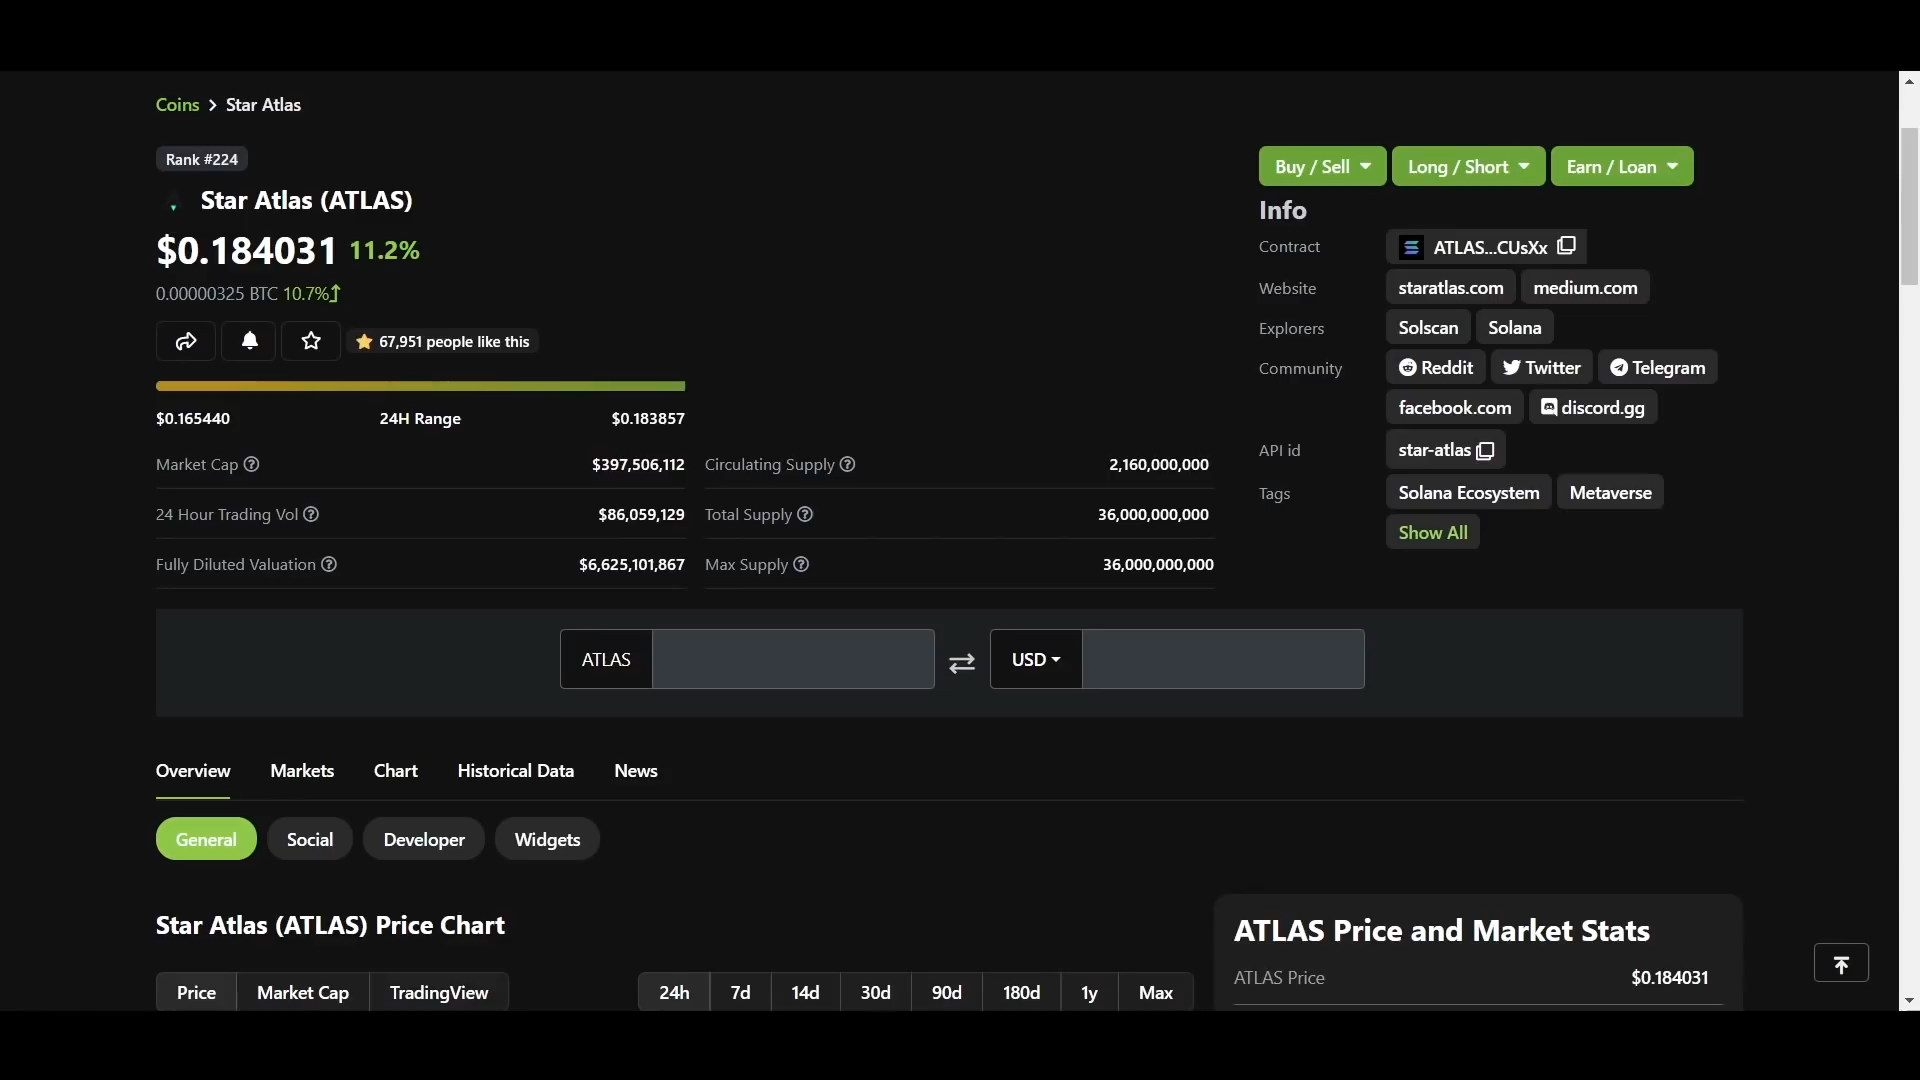 Coins > Star Atlas
Rank #224
Star Atlas (ATLAS)
$0.184031 11.2%
0.00000325 BTC 10.7%
67,951 people like this
$0.165440 24H Range $0.183857
Market Cap $397,506,112
24 Hour Trading Vol $86,059,129
Fully Diluted Valuation $6,625,101,867
Circulating Supply 2,160,000,000
Total Supply 36,000,000,000
Max Supply 36,000,000,000
Buy / Sell Long / Short Earn / Loan
Info
Contract ATLAS...CUsXx
Website staratlas.com medium.com
Explorers Solscan Solana
Community Reddit Twitter Telegram
facebook.com discord.gg
API id star-atlas
Tags Solana Ecosystem Metaverse
Show All
ATLAS USD
Overview Markets Chart Historical Data News
General Social Developer Widgets
Star Atlas (ATLAS) Price Chart
Price Market Cap TradingView 24h 7d 14d 30d 90d 180d 1y Max
ATLAS Price and Market Stats
ATLAS Price $0.184031